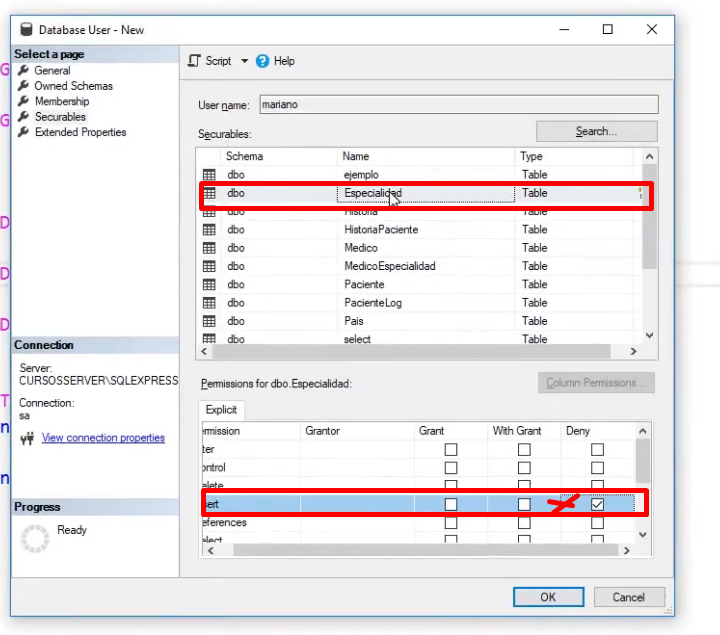 Database User - New
Select a page
General
Owned Schemas
Membership
Securables
Extended Properties
Script
Help
User name:
mariano
Securables:
Search...
Schema Name Type
dbo ejemplo Table
dbo Especialidad Table
dbo Historia Table
dbo HistoriaPaciente Table
dbo Medico Table
dbo MedicoEspecialidad Table
dbo Paciente Table
dbo PacienteLog Table
dbo Pais Table
dbo select Table
Connection
Server:
CURSOSSERVER\SQLEXPRESS
Connection:
sa
View connection properties
Progress
Ready
Permissions for dbo.Especialidad:
Column Permissions...
Explicit
ermission Grantor Grant With Grant Deny
ter
ontrol
elete
sert
eferences
elect
OK
Cancel
G
G
D
D
D
T
n
n